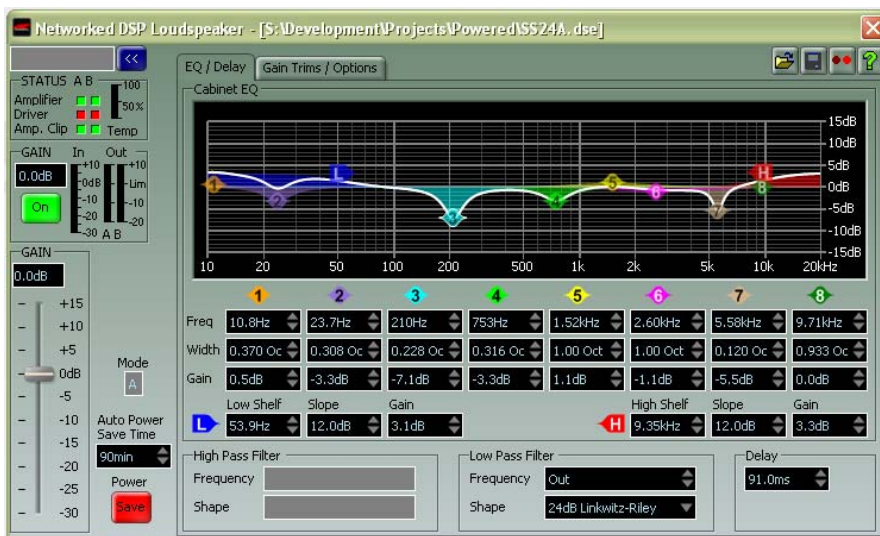 Networked DSP Loudspeaker - [S:\Development\Projects\Powered\SS24A.dse]
<<
STATUS A B
Amplifier
Driver
Amp. Clip
100
50%
Temp
GAIN In Out
0.0dB
On
+10
0dB
-10
-20
-30
A B
+10
Lim
-10
-20
GAIN
0.0dB
+15
+10
+5
0dB
-5
-10
-15
-20
-25
-30
Mode
A
Auto Power
Save Time
90min
Power
Save
EQ / Delay
Gain Trims / Options
?
Cabinet EQ
15dB
10dB
5dB
0dB
-5dB
-10dB
-15dB
1 2 L 3 4 5 6 7 H 8
10 20 50 100 200 500 1k 2k 5k 10k 20kHz
1 2 3 4 5 6 7 8
Freq 10.8Hz 23.7Hz 210Hz 753Hz 1.52kHz 2.60kHz 5.58kHz 9.71kHz
Width 0.370 Oc 0.308 Oc 0.228 Oc 0.316 Oc 1.00 Oct 1.00 Oct 0.120 Oc 0.933 Oc
Gain 0.5dB -3.3dB -7.1dB -3.3dB 1.1dB -1.1dB -5.5dB 0.0dB
Low Shelf Slope Gain High Shelf Slope Gain
L 53.9Hz 12.0dB 3.1dB H 9.35kHz 12.0dB 3.3dB
High Pass Filter
Frequency
Shape
Low Pass Filter
Frequency Out
Shape 24dB Linkwitz-Riley
Delay
91.0ms